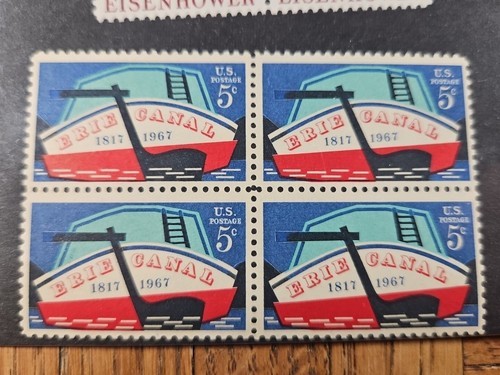 EISENHOWER · EISENHO
U.S.
POSTAGE
5c
ERIE CANAL
1817 1967
U.S.
POSTAGE
5c
ERIE CANAL
1817 1967
U.S.
POSTAGE
5c
ERIE CANAL
1817 1967
U.S.
POSTAGE
5c
ERIE CANAL
1817 1967